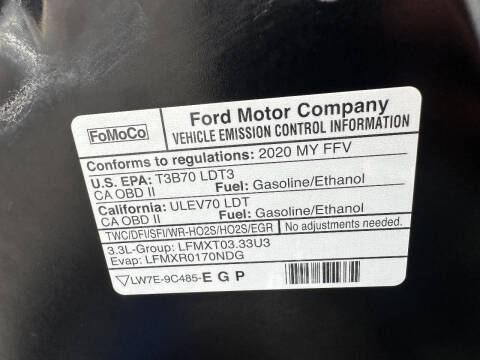 FoMoCo
Ford Motor Company
VEHICLE EMISSION CONTROL INFORMATION
Conforms to regulations: 2020 MY FFV
U.S. EPA: T3B70 LDT3
CA OBD II Fuel: Gasoline/Ethanol
California: ULEV70 LDT
CA OBD II Fuel: Gasoline/Ethanol
TWC/DFI/SFI/WR-HO2S/HO2S/EGR No adjustments needed.
3.3L-Group: LFMXT03.33U3
Evap: LFMXR0170NDG
LW7E-9C485-E G P